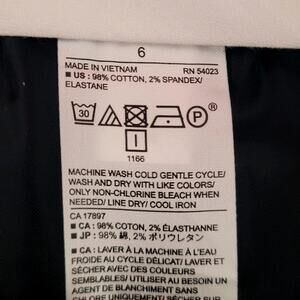 6
MADE IN VIETNAM RN 54023
■ US : 98% COTTON, 2% SPANDEX/
ELASTANE
30
P
I
1166
MACHINE WASH COLD GENTLE CYCLE/
WASH AND DRY WITH LIKE COLORS/
ONLY NON-CHLORINE BLEACH WHEN
NEEDED/ LINE DRY/ COOL IRON
CA 17897
■ CA : 98% COTON, 2% ÉLASTHANNE
■ JP : 98% 綿, 2% ポリウレタン
■ CA : LAVER À LA MACHINE À L'EAU
FROIDE AU CYCLE DÉLICAT/ LAVER ET
SÉCHER AVEC DES COULEURS
SEMBLABLES/ UTILISER AU BESOIN UN
AGENT DE BLANCHIMENT SANS